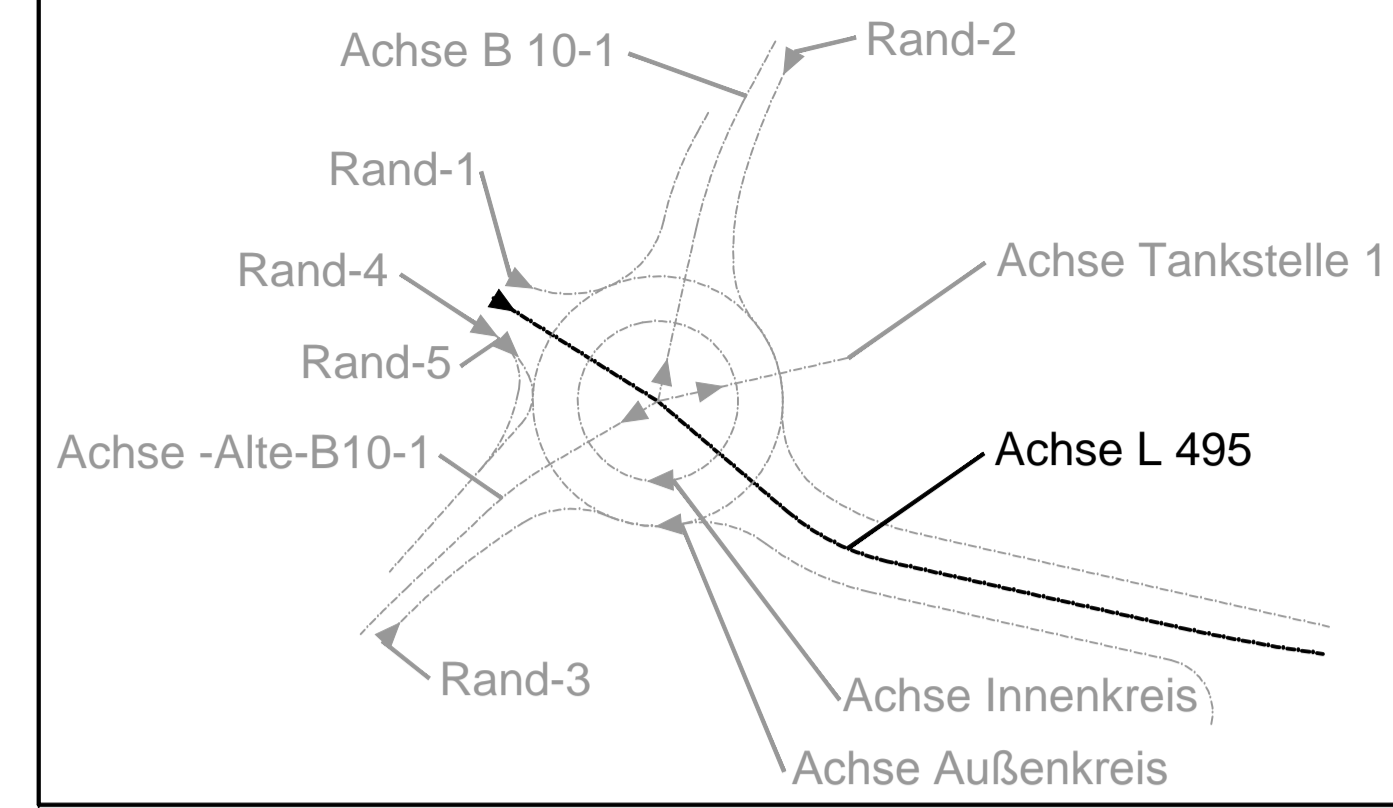 Rand-2
Achse B 10-1
Rand-1
Achse Tankstelle 1
Rand-4
Rand-5
Achse L 495
Achse -Alte-B10-1
Rand-3
Achse Innenkreis
Achse Außenkreis